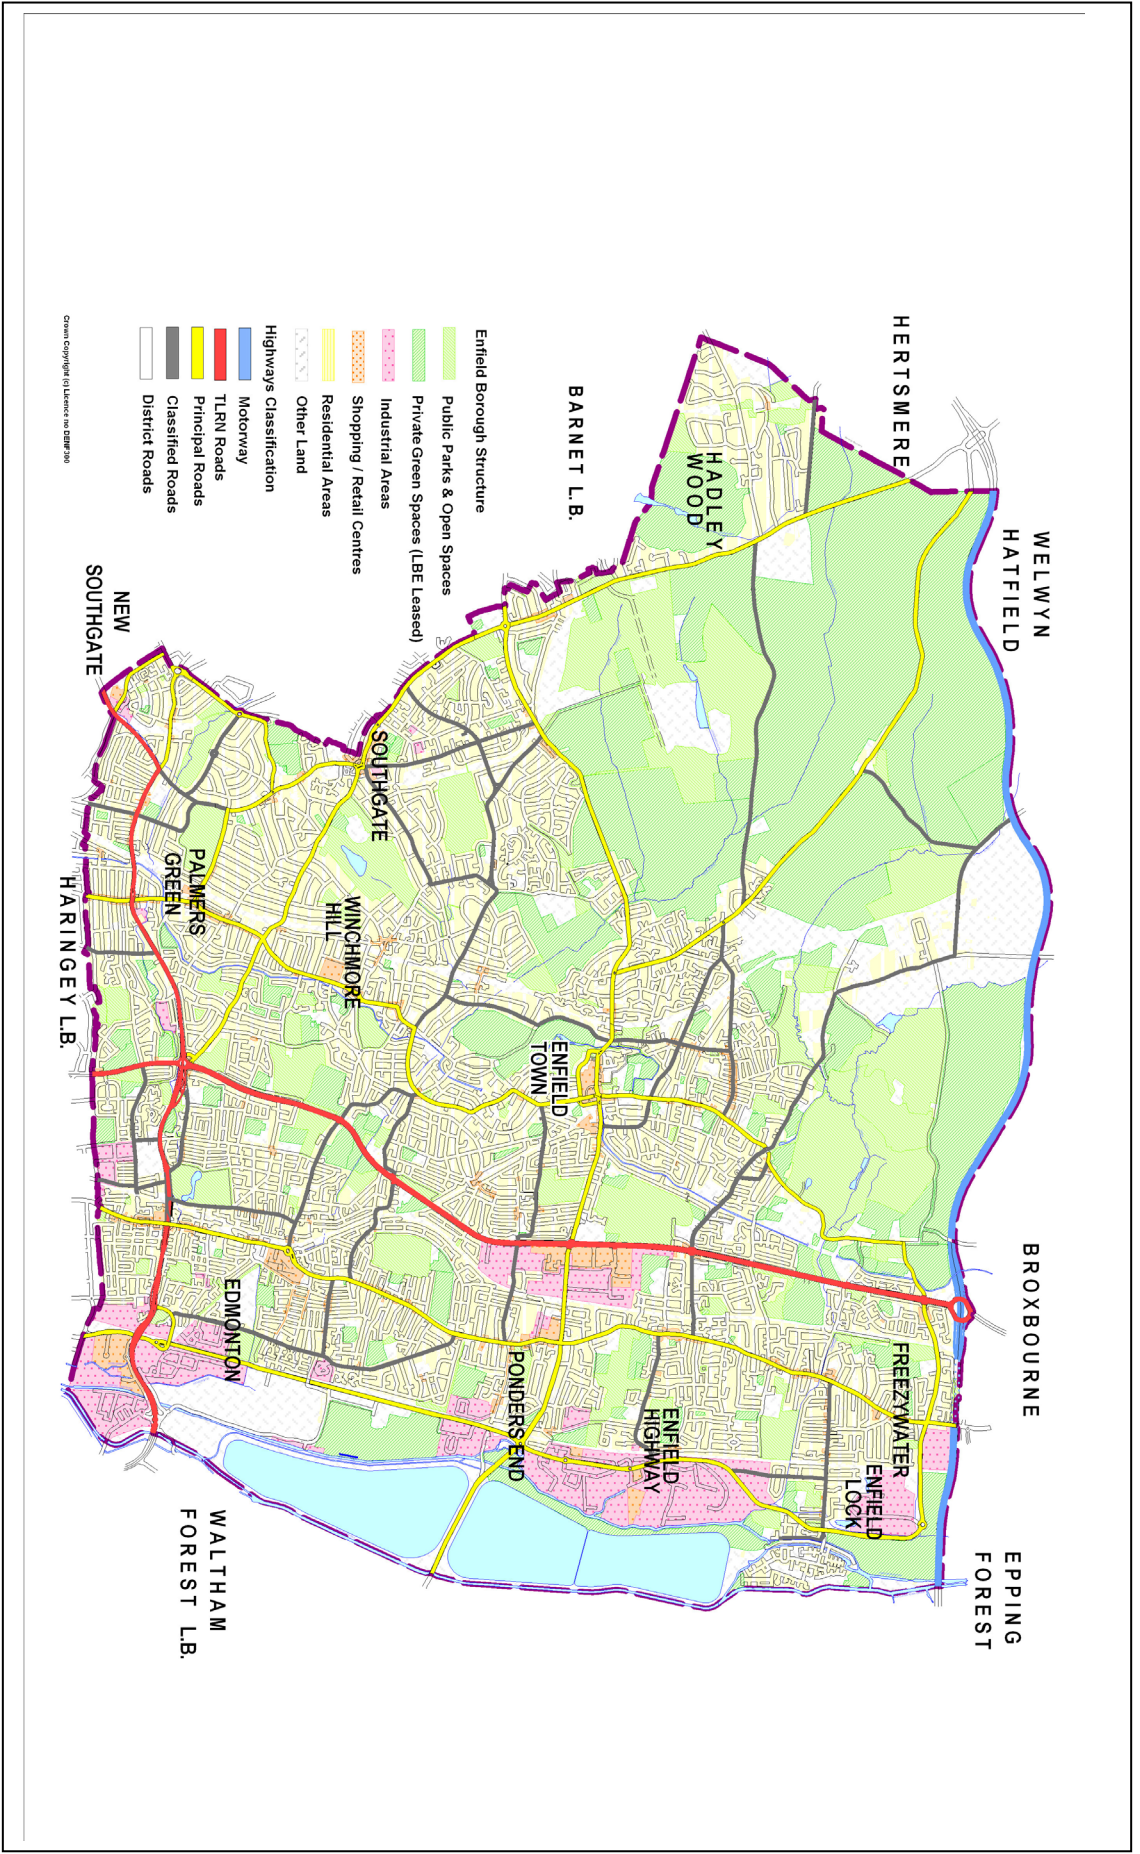 HERTSMERE
WELWYN
HATFIELD
BROXBOURNE
EPPING
FOREST
HADLEY
WOOD
BARNET L.B.
FREEZYWATER
ENFIELD
LOCK
ENFIELD
HIGHWAY
ENFIELD
TOWN
PONDERS END
SOUTHGATE
WINCHMORE
HILL
PALMERS
GREEN
EDMONTON
NEW
SOUTHGATE
HARINGEY L.B.
WALTHAM
FOREST L.B.
Enfield Borough Structure
Public Parks & Open Spaces
Private Green Spaces (LBE Leased)
Industrial Areas
Shopping / Retail Centres
Residential Areas
Other Land
Highways Classification
Motorway
TLRN Roads
Principal Roads
Classified Roads
District Roads